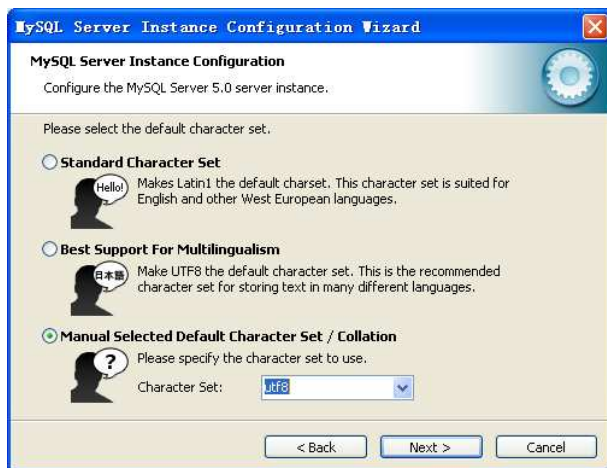 MySQL Server Instance Configuration Wizard
MySQL Server Instance Configuration
Configure the MySQL Server 5.0 server instance.
Please select the default character set.
Standard Character Set
Hello!
Makes Latin1 the default charset. This character set is suited for
English and other West European languages.
Best Support For Multilingualism
日本語
Make UTF8 the default character set. This is the recommended
character set for storing text in many different languages.
Manual Selected Default Character Set / Collation
?
Please specify the character set to use.
Character Set: utf8
< Back Next > Cancel